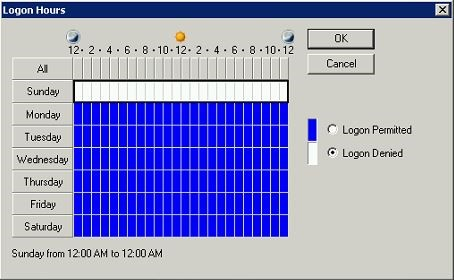 Logon Hours
OK
12 · 2 · 4 · 6 · 8 · 10 · 12 · 2 · 4 · 6 · 8 · 10 · 12
Cancel
All
Sunday
Monday
Tuesday
Wednesday
Thursday
Friday
Saturday
Logon Permitted
Logon Denied
Sunday from 12:00 AM to 12:00 AM